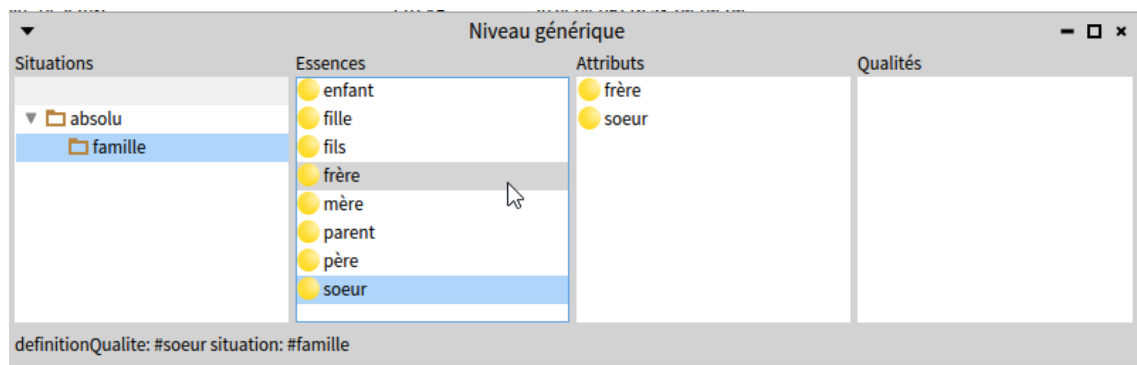 Niveau générique
Situations Essences Attributs Qualités
absolu
famille
enfant
fille
fils
frère
mère
parent
père
soeur
frère
soeur
definitionQualite: #soeur situation: #famille